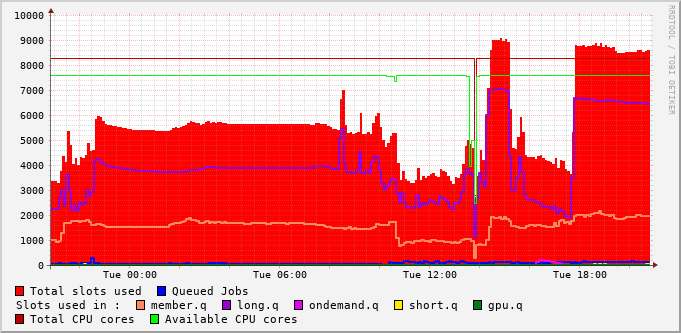 10000
9000
8000
7000
6000
5000
4000
3000
2000
1000
0
Tue 00:00 Tue 06:00 Tue 12:00 Tue 18:00
RRDTOOL / TOBI OETIKER
Total slots used Queued Jobs
Slots used in : member.q long.q ondemand.q short.q gpu.q
Total CPU cores Available CPU cores